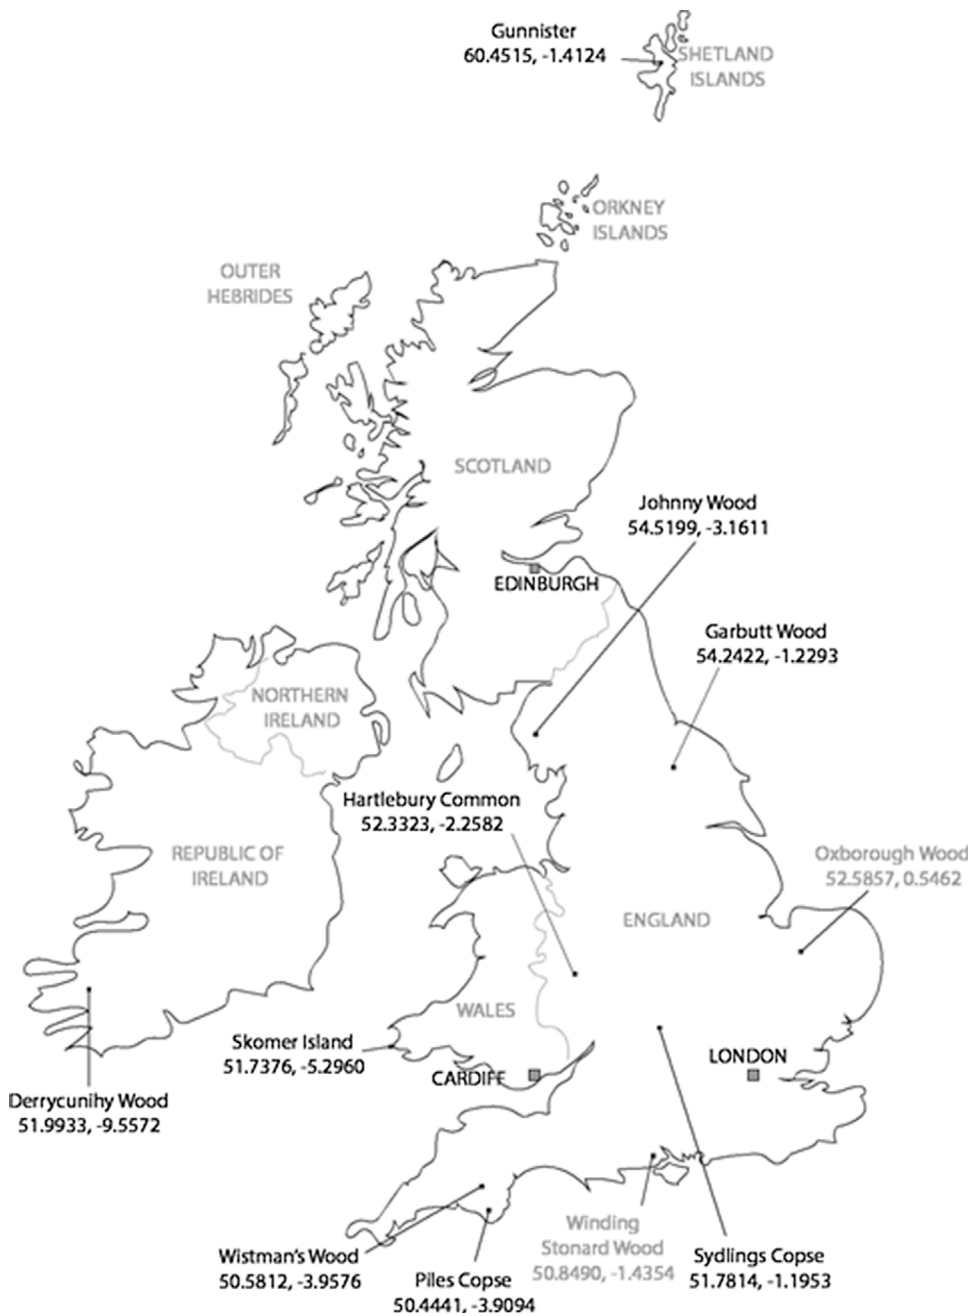 Gunnister
60.4515, -1.4124
SHETLAND
ISLANDS
ORKNEY
ISLANDS
OUTER
HEBRIDES
SCOTLAND
Johnny Wood
54.5199, -3.1611
EDINBURGH
Garbutt Wood
54.2422, -1.2293
NORTHERN
IRELAND
Hartlebury Common
52.3323, -2.2582
REPUBLIC OF
IRELAND
Oxborough Wood
52.5857, 0.5462
ENGLAND
WALES
Skomer Island
51.7376, -5.2960
LONDON
CARDIFF
Derrycunihy Wood
51.9933, -9.5572
Winding
Stonard Wood
50.8490, -1.4354
Wistman's Wood
50.5812, -3.9576
Piles Copse
50.4441, -3.9094
Sydlings Copse
51.7814, -1.1953